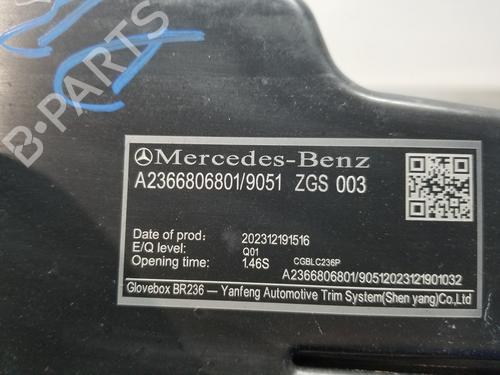 B-PARTS
Mercedes-Benz
A2366806801/9051 ZGS 003
Date of prod: 202312191516
E/Q level: Q01
Opening time: 1.46S CGBLC236P
A2366806801/90512023121901032
Glovebox BR236 — Yanfeng Automotive Trim System(Shen yang)Co.,Ltd